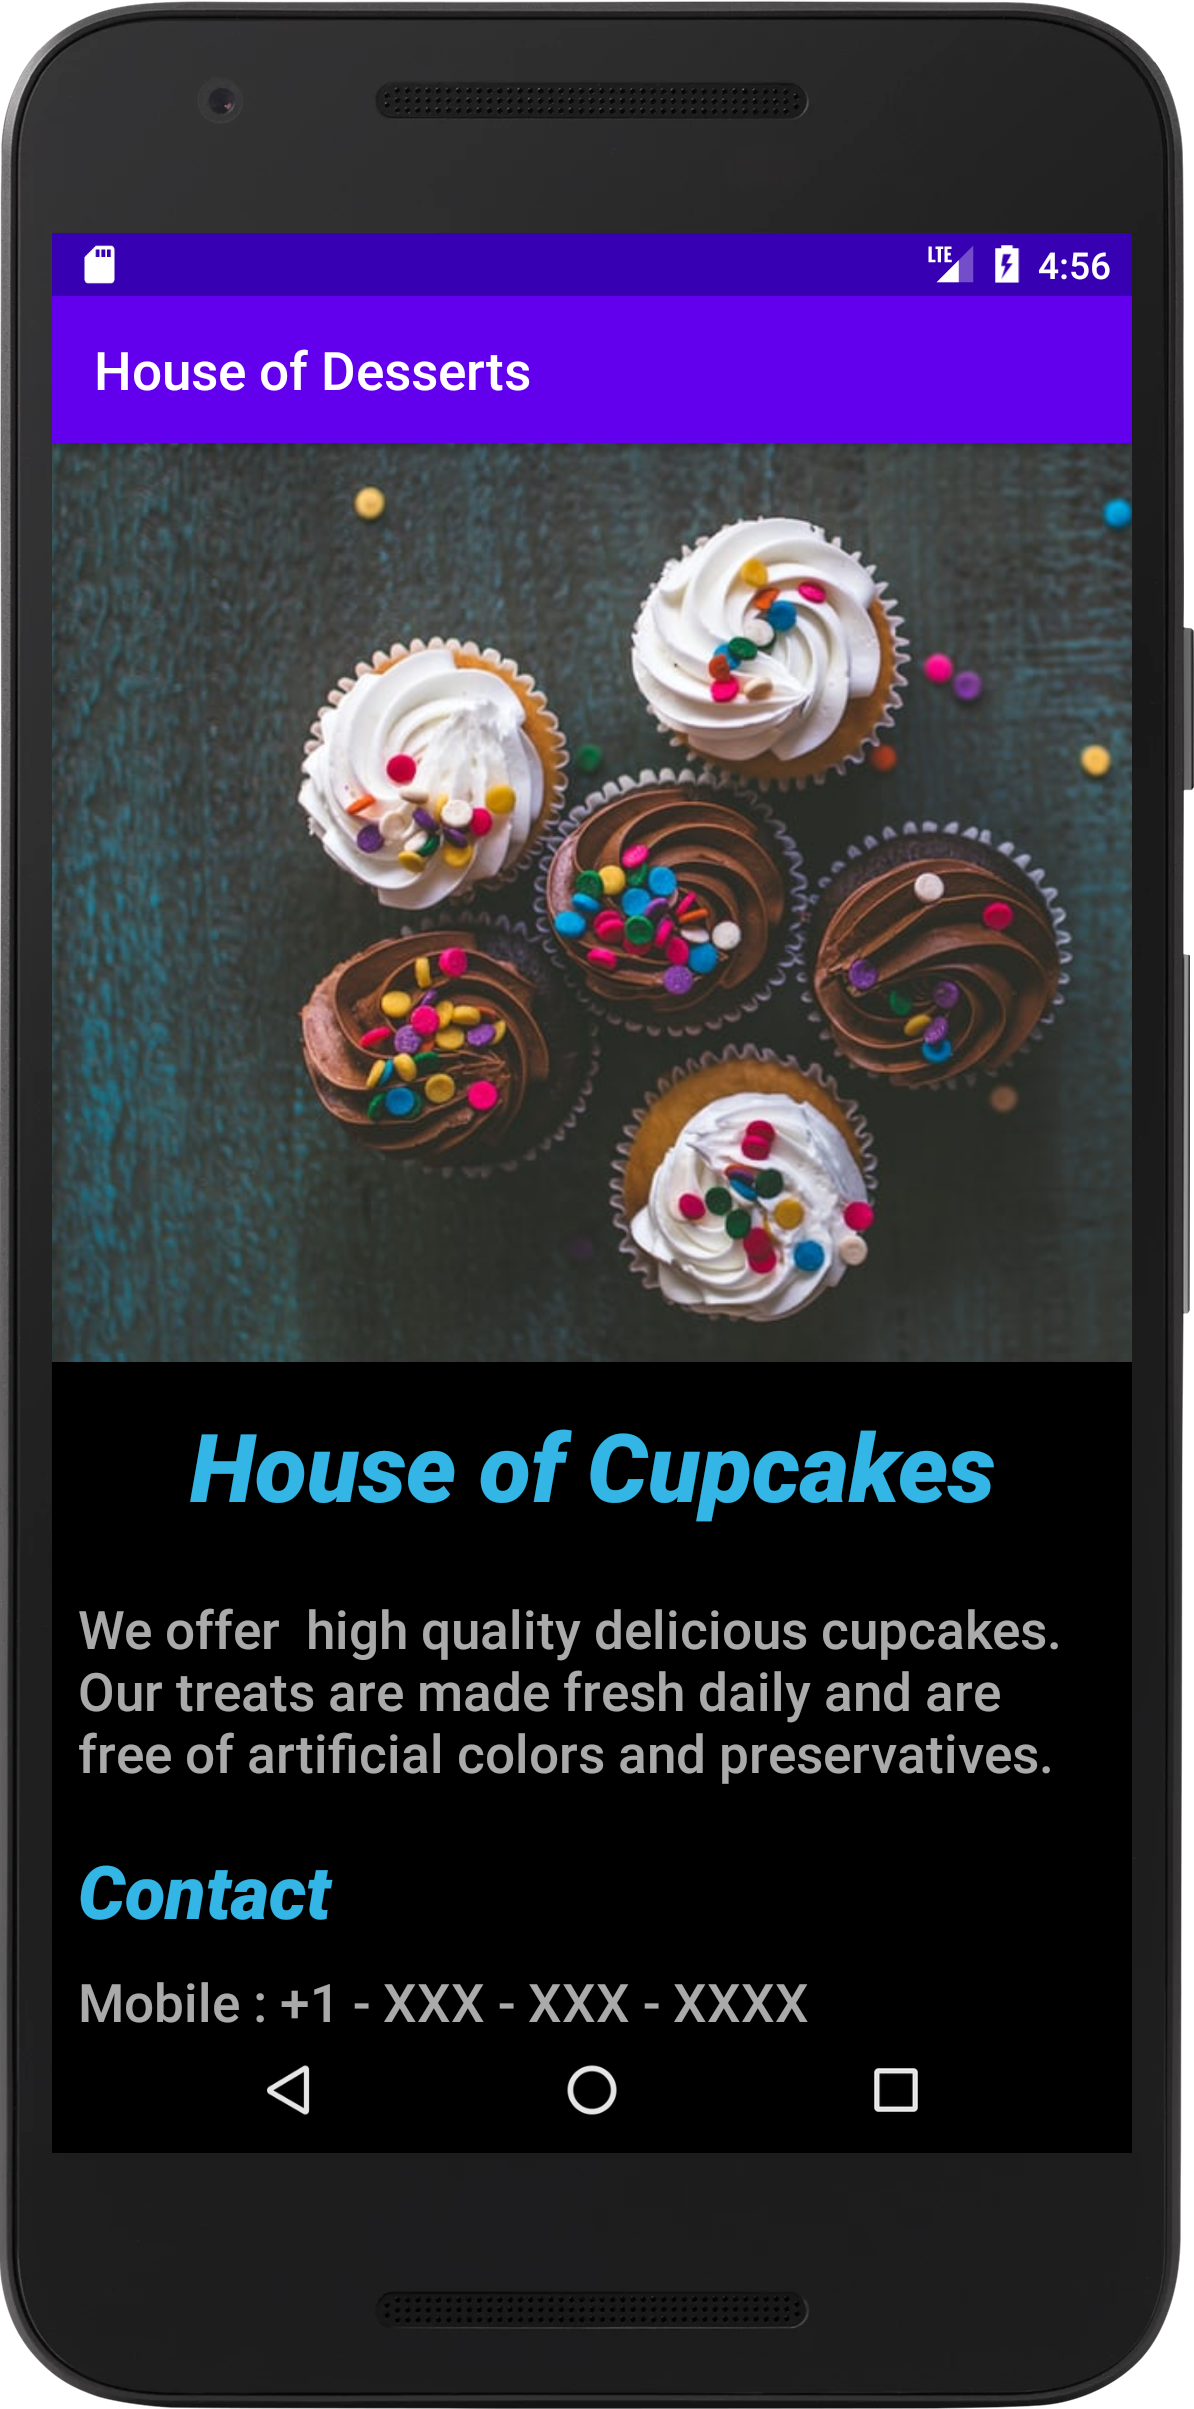 LTE 4:56
House of Desserts
House of Cupcakes
We offer  high quality delicious cupcakes.
Our treats are made fresh daily and are
free of artificial colors and preservatives.
Contact
Mobile : +1 - XXX - XXX - XXXX